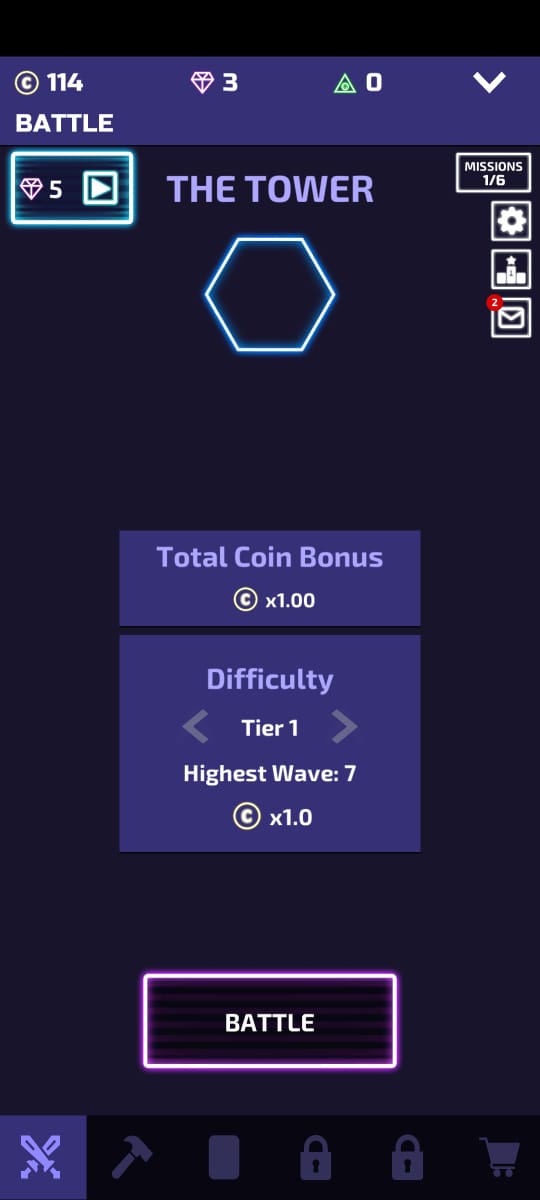 © 114
3
0
BATTLE
5
THE TOWER
MISSIONS
1/6
2
Total Coin Bonus
© x1.00
Difficulty
Tier 1
Highest Wave: 7
© x1.0
BATTLE